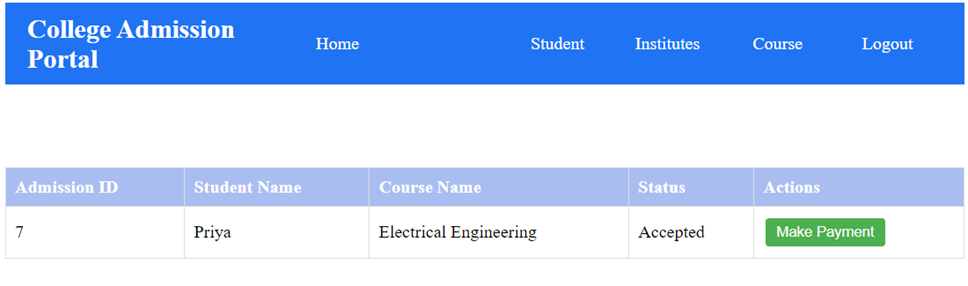 College Admission
Portal
Home Student Institutes Course Logout
Admission ID Student Name Course Name Status Actions
7 Priya Electrical Engineering Accepted Make Payment